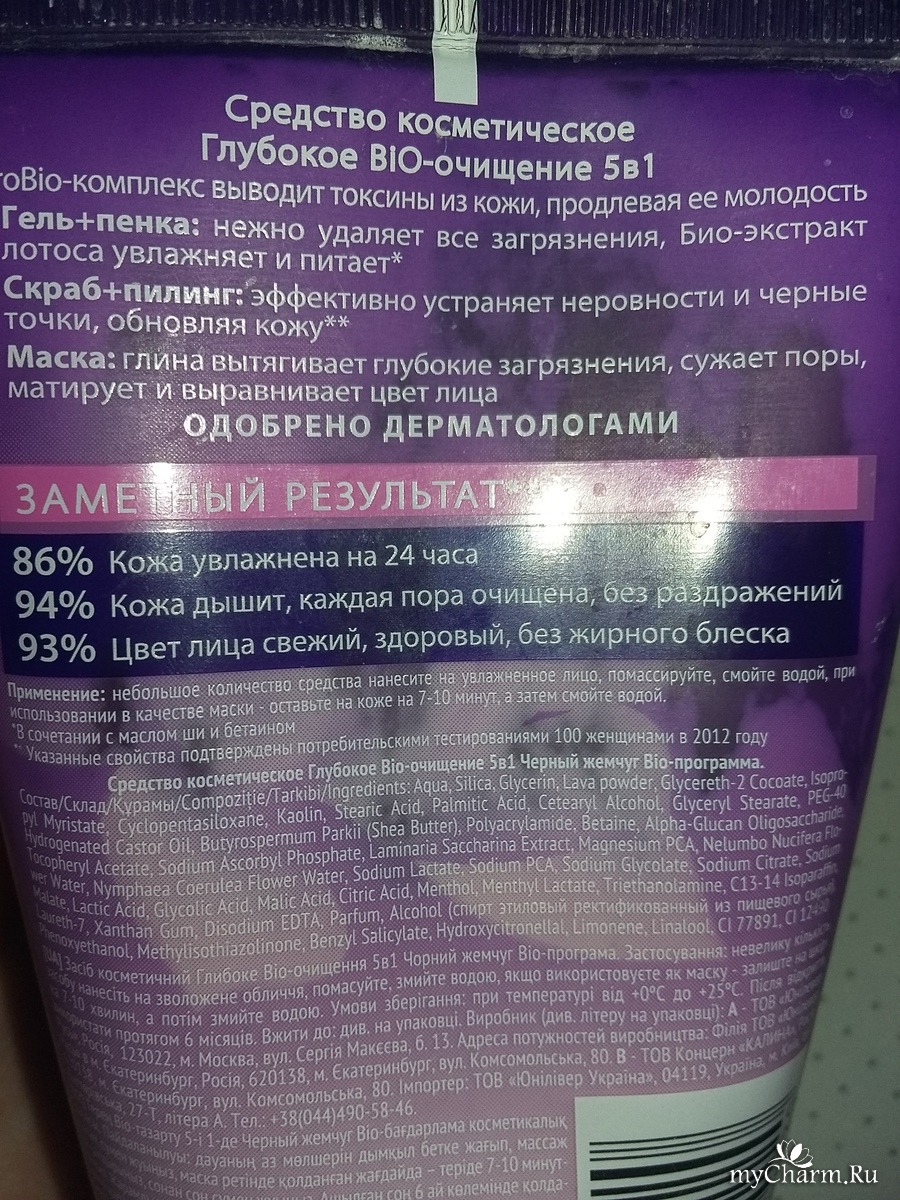 Средство косметическое
Глубокое BiO-очищение 5в1
roBio-комплекс выводит токсины из кожи, продлевая ее молодость
Гель+пенка: нежно удаляет все загрязнения, Био-экстракт
лотоса увлажняет и питает*
Скраб+пилинг: эффективно устраняет неровности и черные
точки, обновляя кожу**
Маска: глина вытягивает глубокие загрязнения, сужает поры,
матирует и выравнивает цвет лица
ОДОБРЕНО ДЕРМАТОЛОГАМИ
ЗАМЕТНЫЙ РЕЗУЛЬТАТ**
86% Кожа увлажнена на 24 часа
94% Кожа дышит, каждая пора очищена, без раздражений
93% Цвет лица свежий, здоровый, без жирного блеска
Применение: небольшое количество средства нанесите на увлажненное лицо, помассируйте, смойте водой, при
использовании в качестве маски - оставьте на коже на 7-10 минут, а затем смойте водой.
*В сочетании с маслом ши и бетаином
** Указанные свойства подтверждены потребительскими тестированиями 100 женщинами в 2012 году
Средство косметическое Глубокое Bio-очищение 5в1 Черный жемчуг Bio-программа.
Состав/Склад/Құрамы/Compoziție/Tarkibi/Ingredients: Aqua, Silica, Glycerin, Lava powder, Glycereth-2 Cocoate, Isopro-
pyl Myristate, Cyclopentasiloxane, Kaolin, Stearic Acid, Palmitic Acid, Cetearyl Alcohol, Glyceryl Stearate, PEG-40
Hydrogenated Castor Oil, Butyrospermum Parkii (Shea Butter), Polyacrylamide, Betaine, Alpha-Glucan Oligosaccharide,
Tocopheryl Acetate, Sodium Ascorbyl Phosphate, Laminaria Saccharina Extract, Magnesium PCA, Nelumbo Nucifera Flo-
wer Water, Nymphaea Coerulea Flower Water, Sodium Lactate, Sodium PCA, Sodium Glycolate, Sodium Citrate, Sodium
Malate, Lactic Acid, Glycolic Acid, Malic Acid, Citric Acid, Menthol, Menthyl Lactate, Triethanolamine, C13-14 Isoparaffin,
Laureth-7, Xanthan Gum, Disodium EDTA, Parfum, Alcohol (спирт этиловый ректификованный из пищевого сырья),
Phenoxyethanol, Methylisothiazolinone, Benzyl Salicylate, Hydroxycitronellal, Limonene, Linalool, CI 77891, CI 12490
[UA] Засіб косметичний Глибоке Bio-очищення 5в1 Чорний жемчуг Bio-програма. Застосування: невелику кількість
засобу нанесіть на зволожене обличчя, помасуйте, змийте водою, якщо використовуєте як маску - залиште на
7-10 хвилин, а потім змийте водою. Умови зберігання: при температурі від +0°С до +25°С. Після
використати протягом 6 місяців. Вжити до: див. на упаковці. Виробник (див. літеру на упаковці): А - ТОВ
Росія, 123022, м. Москва, вул. Сергія Макєєва, б. 13. Адреса потужностей виробництва: Філія ТОВ
м. Єкатеринбург, Росія, 620138, м. Єкатеринбург, вул. Комсомольська, 80. В - ТОВ Концерн «КАЛИНА»
м. Єкатеринбург, вул. Комсомольська, 80. Імпортер: ТОВ «Юнілівер Україна», 04119, Україна, м.
27-Т, літера А. Тел.: +38(044)490-58-46.
Bio-тазарту 5-і 1-де Черный жемчуг Bio-бағдарлама косметикалық
дауаның аз мөлшерін дымқыл бетке жағып, массаж
жуыңыз, маска ретінде қолданған жағдайда – теріде 7-10 минут-
6 ай көлемінде қолда-
myCharm.Ru